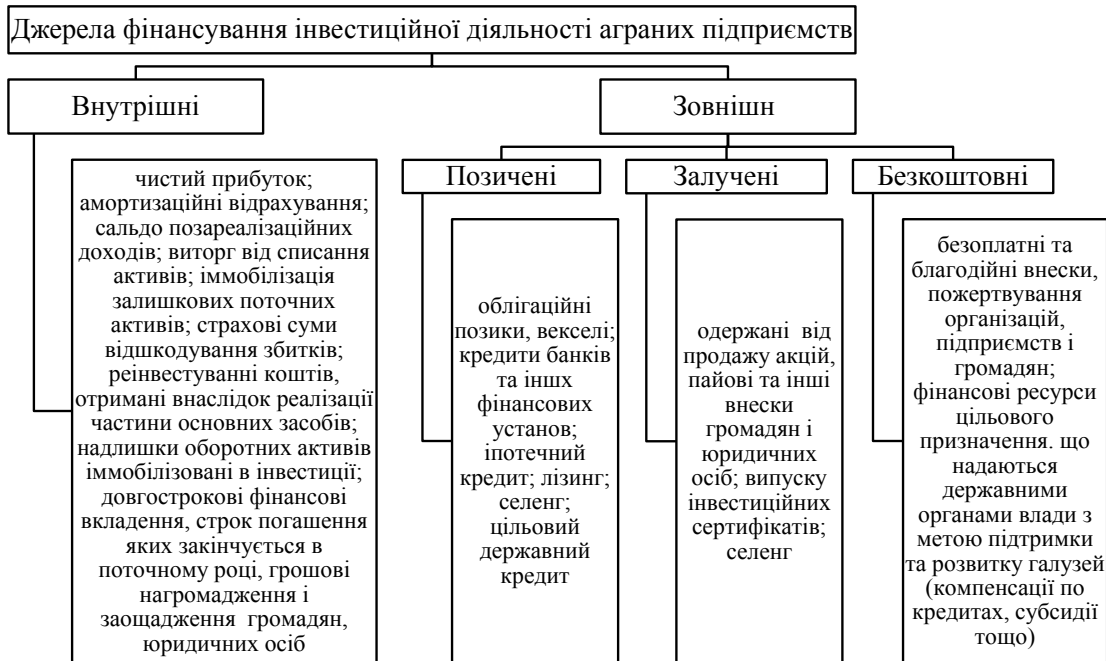 Джерела фінансування інвестиційної діяльності аграних підприємств
Внутрішні
Зовнішн
чистий прибуток;
амортизаційні відрахування;
сальдо позареалізаційних
доходів; виторг від списання
активів; іммобілізація
залишкових поточних
активів; страхові суми
відшкодування збитків;
реінвестуванні коштів,
отримані внаслідок реалізації
частини основних засобів;
надлишки оборотних активів
іммобілізовані в інвестиції;
довгострокові фінансові
вкладення, строк погашення
яких закінчується в
поточному році, грошові
нагромадження і
заощадження громадян,
юридичних осіб
Позичені
облігаційні
позики, векселі;
кредити банків
та іншх
фінансових
установ;
іпотечний
кредит; лізинг;
селенг;
цільовий
державний
кредит
Залучені
одержані від
продажу акцій,
пайові та інші
внески
громадян і
юридичних
осіб; випуску
інвестиційних
сертифікатів;
селенг
Безкоштовні
безоплатні та
благодійні внески,
пожертвування
організацій,
підприємств і
громадян;
фінансові ресурси
цільового
призначення. що
надаються
державними
органами влади з
метою підтримки
та розвитку галузей
(компенсації по
кредитах, субсидії
тощо)